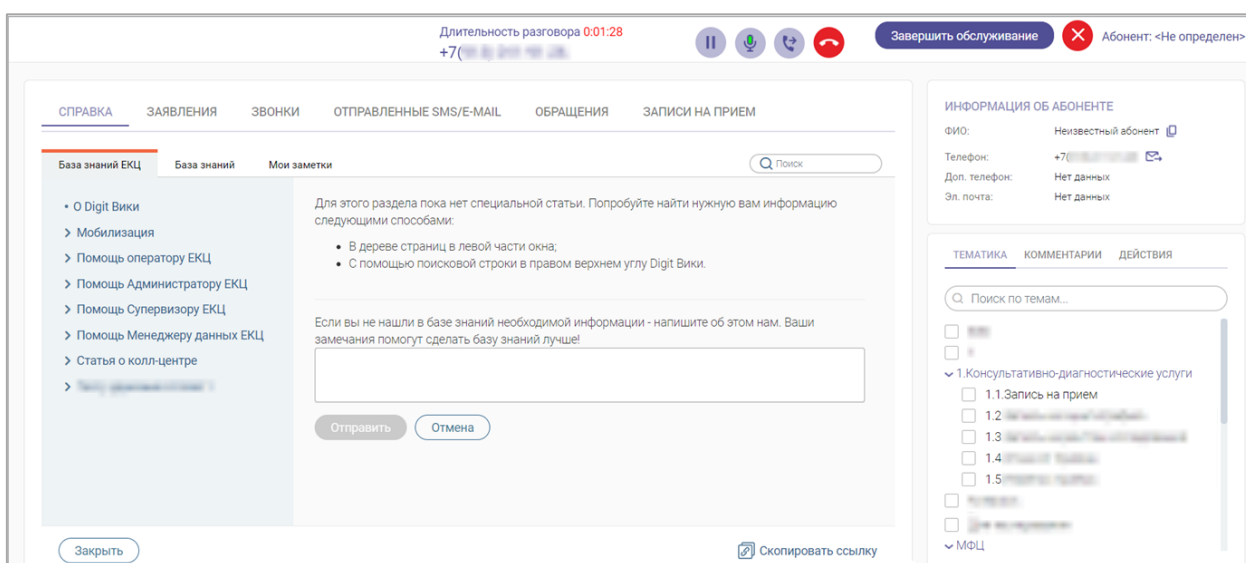 Длительность разговора 0:01:28
+7(
Завершить обслуживание
Абонент: <Не определен>
СПРАВКА ЗАЯВЛЕНИЯ ЗВОНКИ ОТПРАВЛЕННЫЕ SMS/E-MAIL ОБРАЩЕНИЯ ЗАПИСИ НА ПРИЕМ
База знаний ЕКЦ База знаний Мои заметки Поиск
• О Digit Вики
Мобилизация
Помощь оператору ЕКЦ
Помощь Администратору ЕКЦ
Помощь Супервизору ЕКЦ
Помощь Менеджеру данных ЕКЦ
Статья о колл-центре
Для этого раздела пока нет специальной статьи. Попробуйте найти нужную вам информацию
следующими способами:
• В дереве страниц в левой части окна;
• С помощью поисковой строки в правом верхнем углу Digit Вики.
Если вы не нашли в базе знаний необходимой информации - напишите об этом нам. Ваши
замечания помогут сделать базу знаний лучше!
Отправить Отмена
Закрыть Скопировать ссылку
ИНФОРМАЦИЯ ОБ АБОНЕНТЕ
ФИО: Неизвестный абонент
Телефон: +7(
Доп. телефон: Нет данных
Эл. почта: Нет данных
ТЕМАТИКА КОММЕНТАРИИ ДЕЙСТВИЯ
Поиск по темам...
1.Консультативно-диагностические услуги
1.1.Запись на прием
1.2
1.3
1.4
1.5
МФЦ